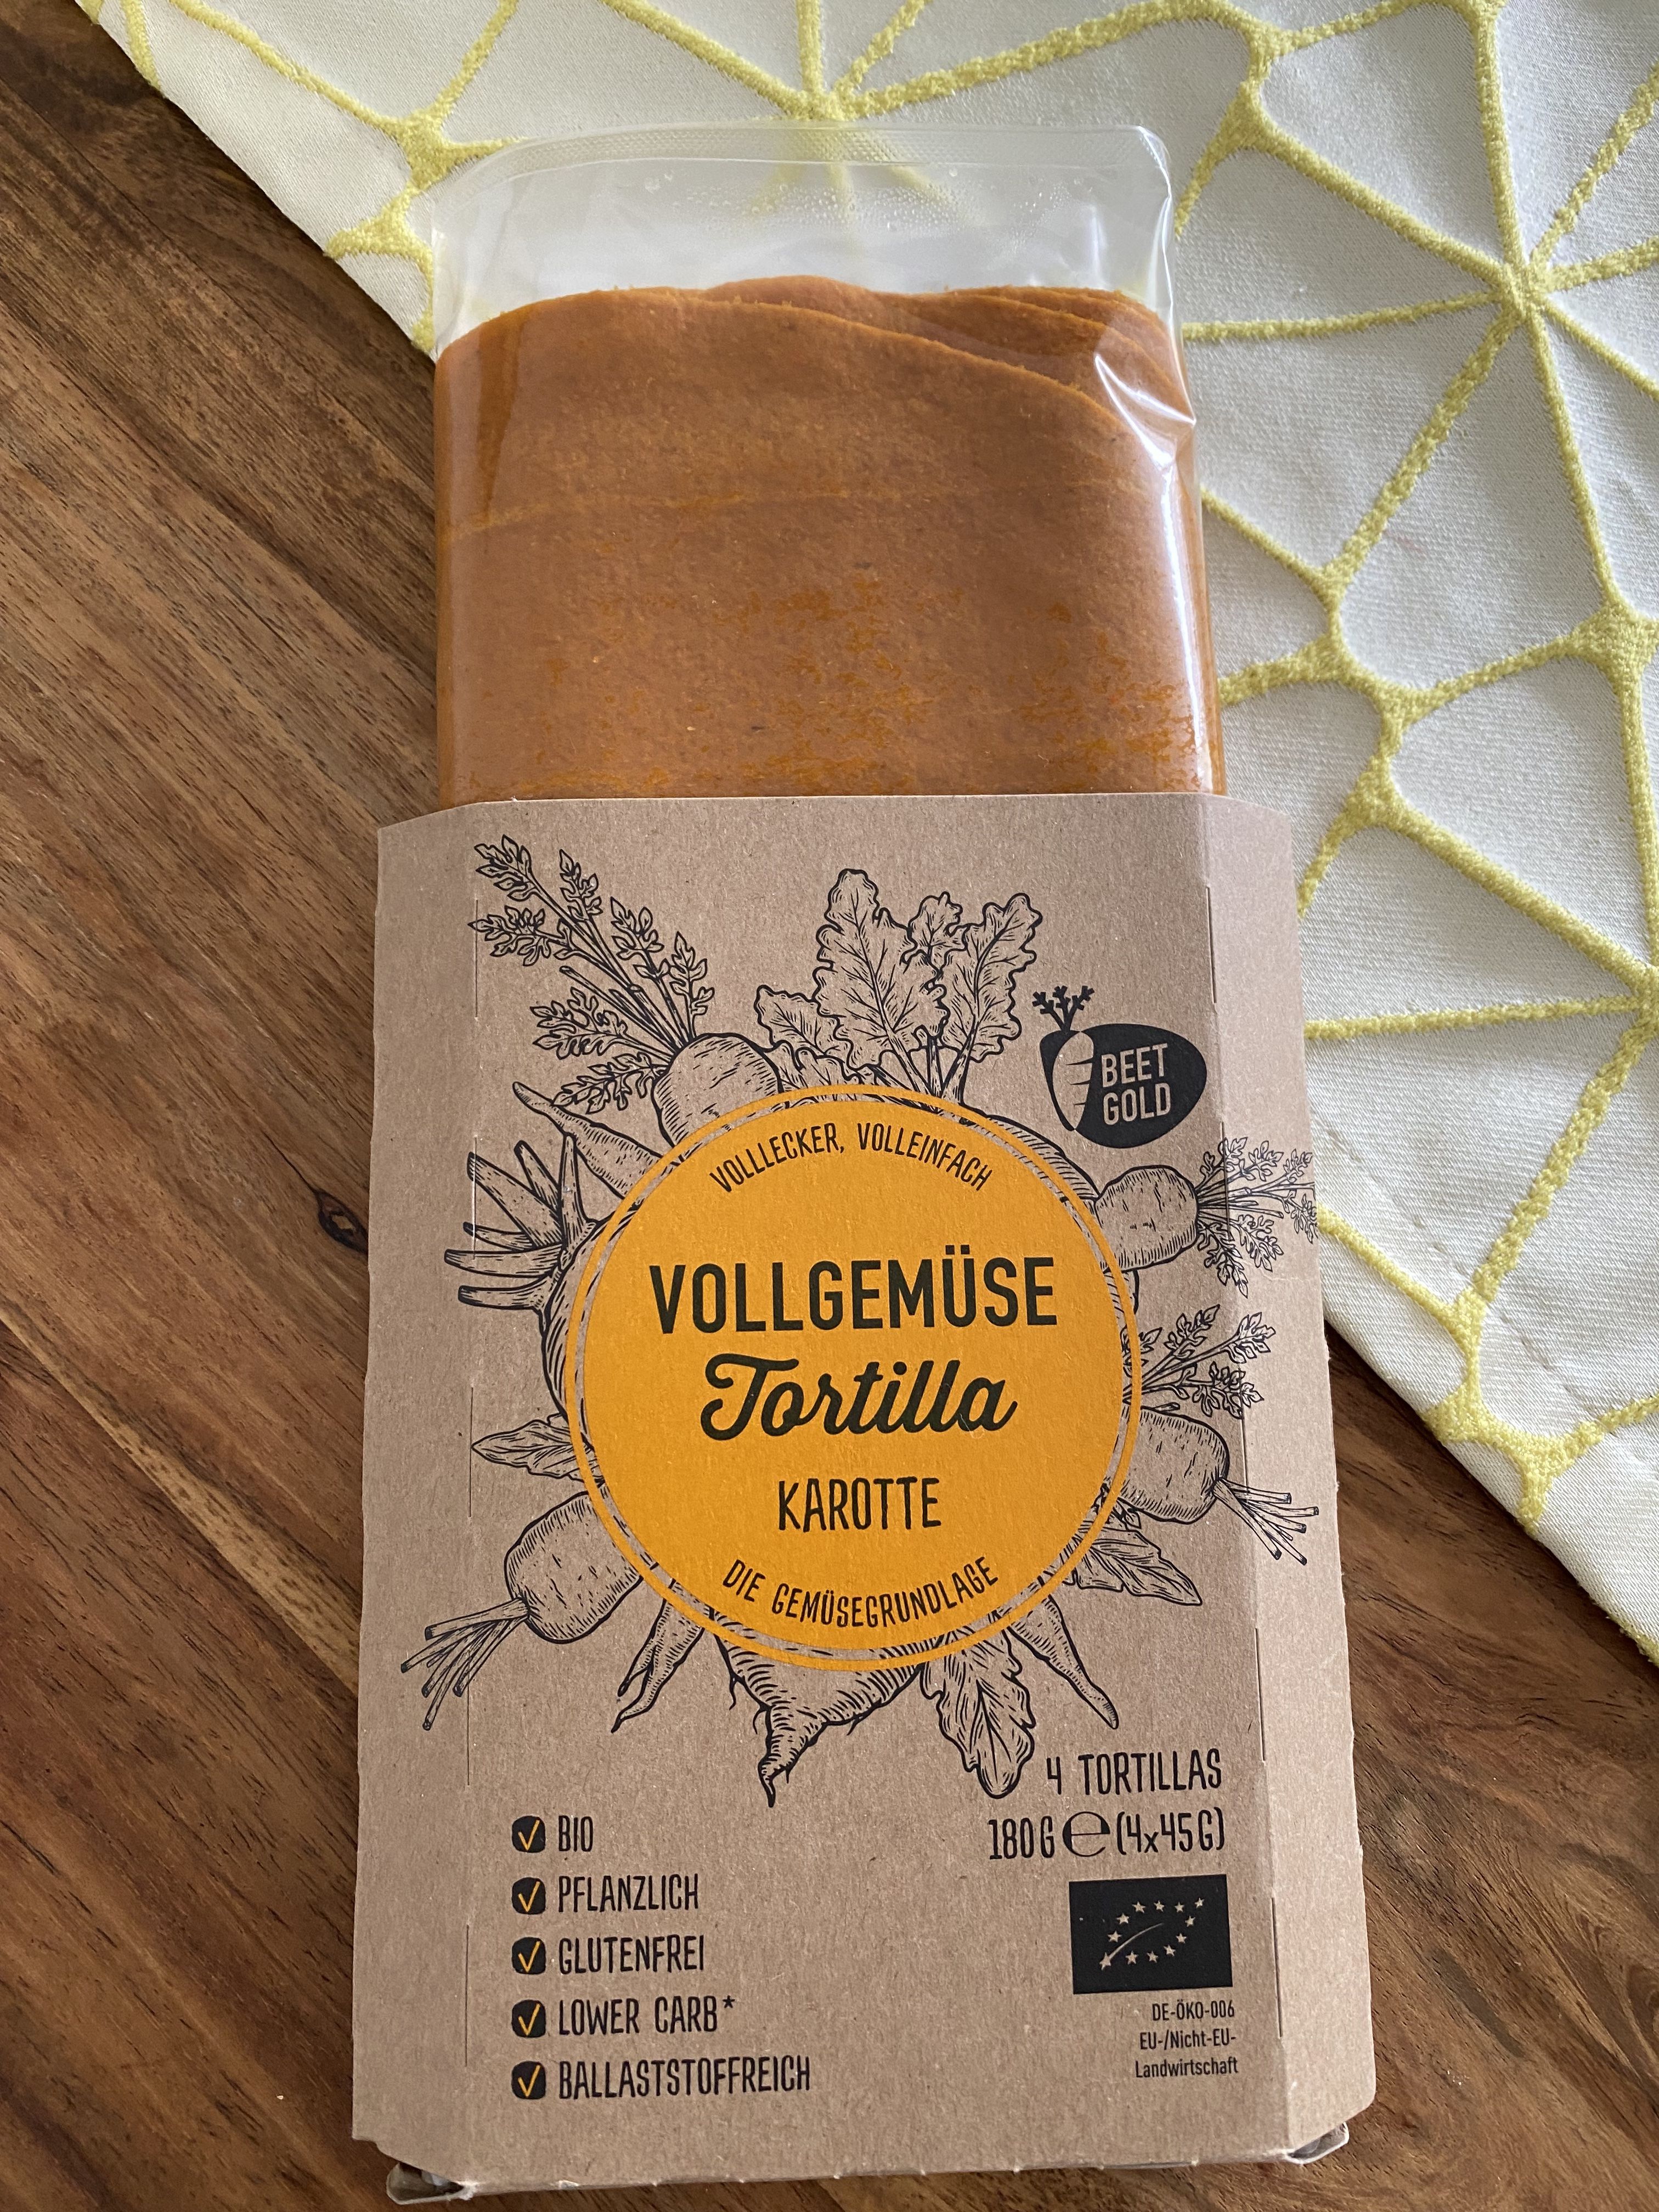 BEET
GOLD
VOLLLECKER, VOLLEINFACH
VOLLGEMÜSE
Tortilla
KAROTTE
DIE GEMÜSEGRUNDLAGE
4 TORTILLAS
180 G ℮ (4x45 G)
BIO
PFLANZLICH
GLUTENFREI
LOWER CARB*
BALLASTSTOFFREICH
DE-ÖKO-006
EU-/Nicht-EU-
Landwirtschaft